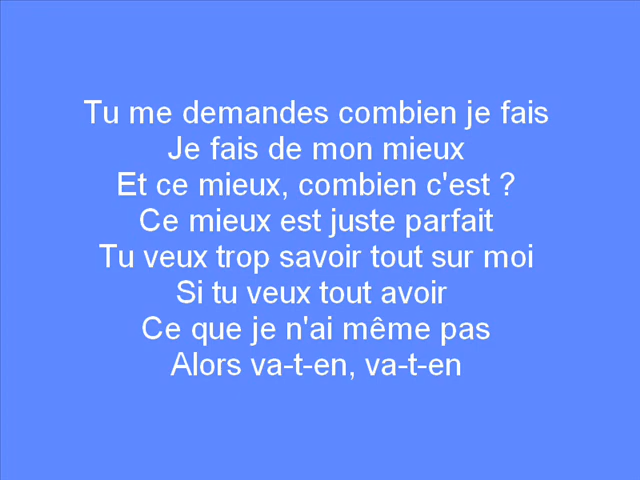 Tu me demandes combien je fais
Je fais de mon mieux
Et ce mieux, combien c'est ?
Ce mieux est juste parfait
Tu veux trop savoir tout sur moi
Si tu veux tout avoir
Ce que je n'ai même pas
Alors va-t-en, va-t-en